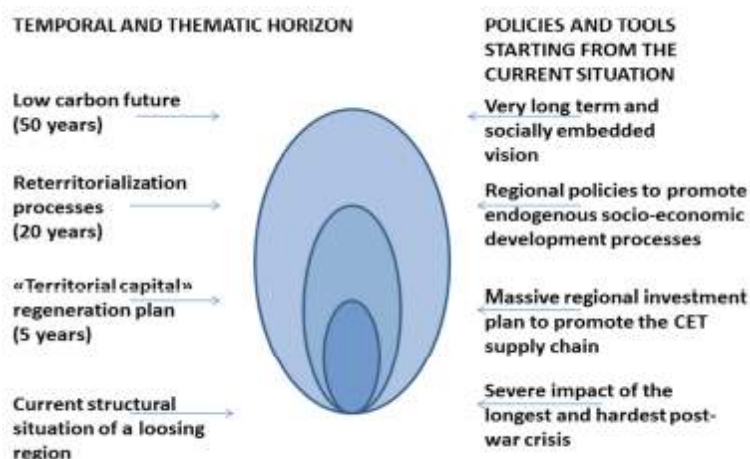 TEMPORAL AND THEMATIC HORIZON
Low carbon future
(50 years)
Reterritorialization
processes
(20 years)
«Territorial capital»
regeneration plan
(5 years)
Current structural
situation of a loosing
region
POLICIES AND TOOLS
STARTING FROM THE
CURRENT SITUATION
Very long term and
socially embedded
vision
Regional policies to promote
endogenous socio-economic
development processes
Massive regional investment
plan to promote the CET
supply chain
Severe impact of the
longest and hardest post-
war crisis